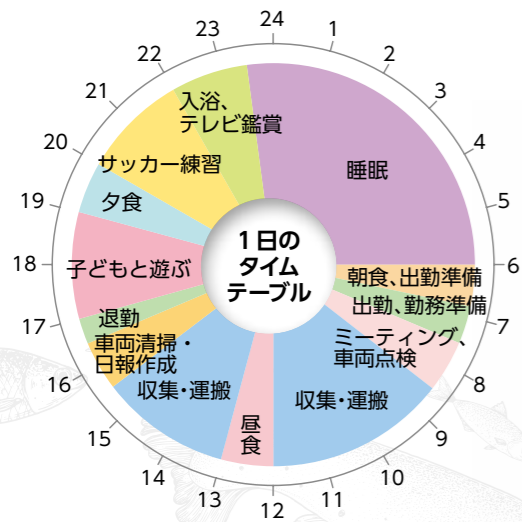 24
1
2
3
4
5
6
7
8
9
10
11
12
13
14
15
16
17
18
19
20
21
22
23
1日の
タイム
テーブル
睡眠
朝食、出勤準備
出勤、勤務準備
ミーティング、
車両点検
収集・運搬
昼
食
収集・運搬
車両清掃・
日報作成
退勤
子どもと遊ぶ
夕食
サッカー練習
入浴、
テレビ鑑賞